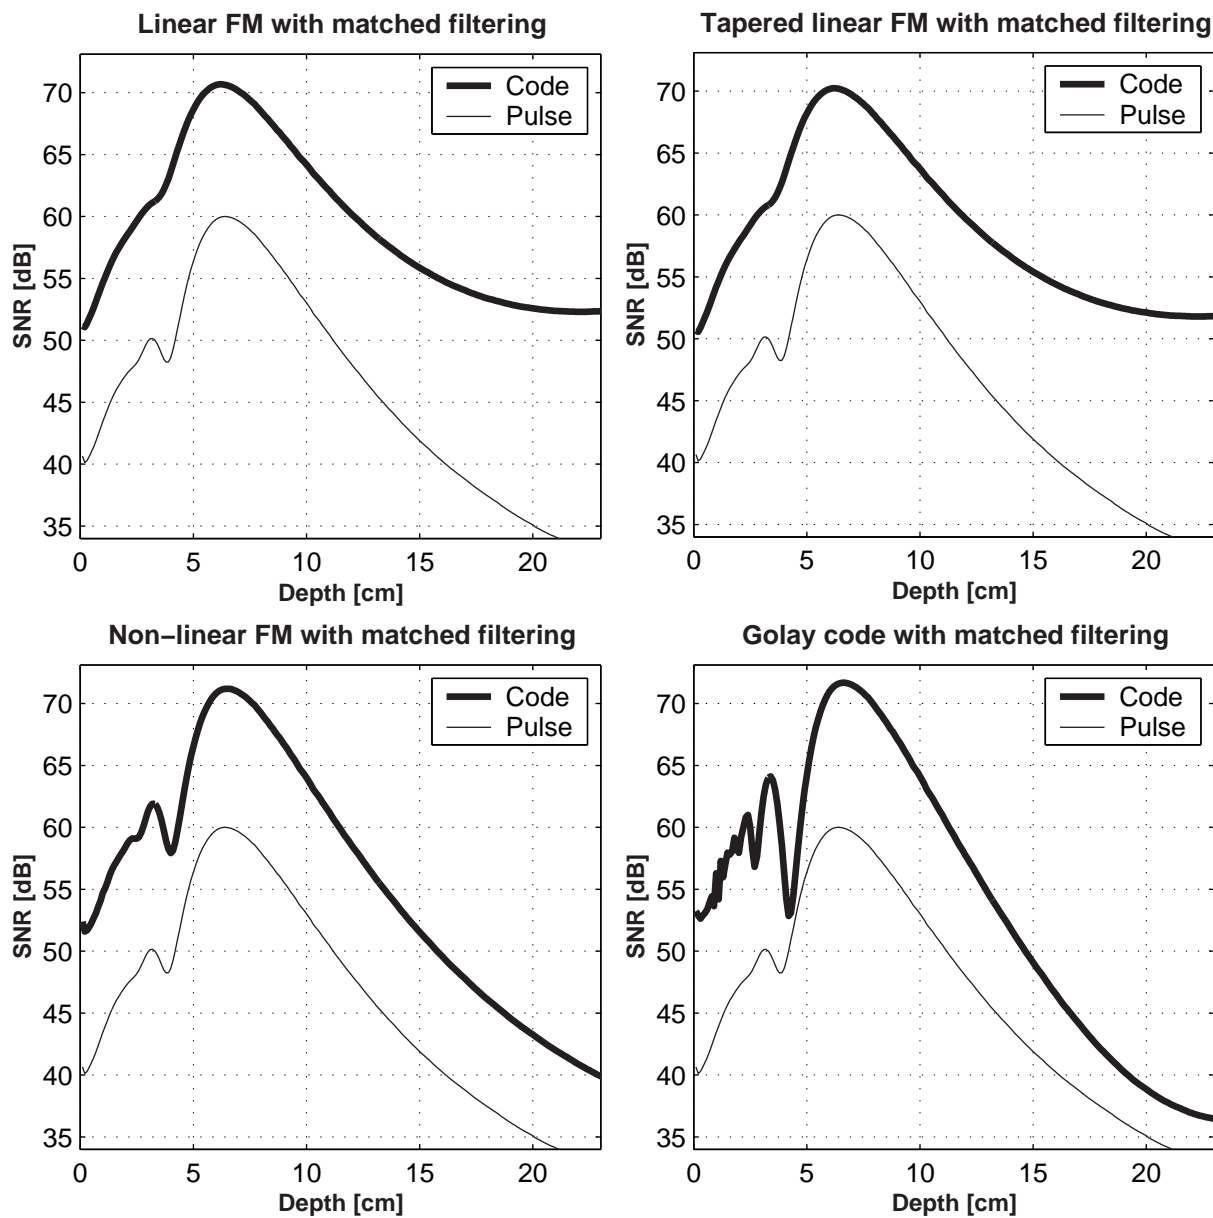 Linear FM with matched filtering
SNR [dB]
70
65
60
55
50
45
40
35
Code
Pulse
0 5 10 15 20
Depth [cm]
Tapered linear FM with matched filtering
SNR [dB]
70
65
60
55
50
45
40
35
Code
Pulse
0 5 10 15 20
Depth [cm]
Non–linear FM with matched filtering
SNR [dB]
70
65
60
55
50
45
40
35
Code
Pulse
0 5 10 15 20
Depth [cm]
Golay code with matched filtering
SNR [dB]
70
65
60
55
50
45
40
35
Code
Pulse
0 5 10 15 20
Depth [cm]